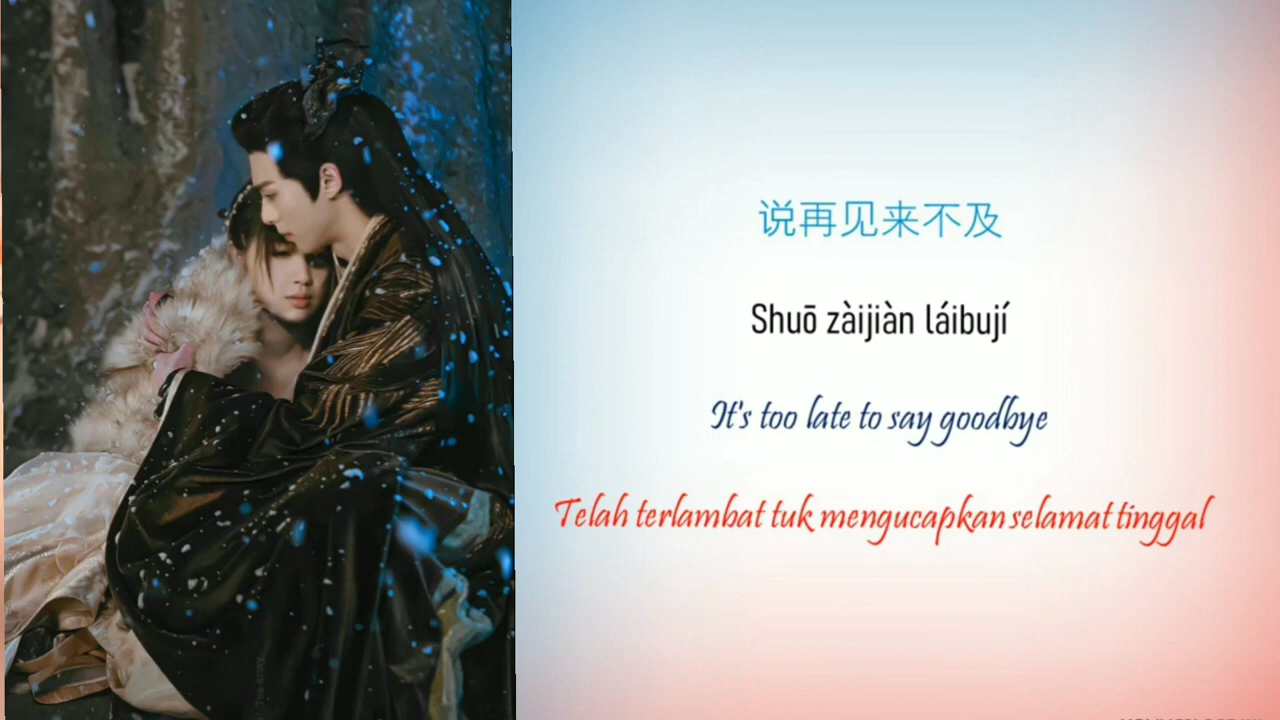 说再见来不及
Shuō zàijiàn láibují
It's too late to say goodbye
Telah terlambat tuk mengucapkan selamat tinggal